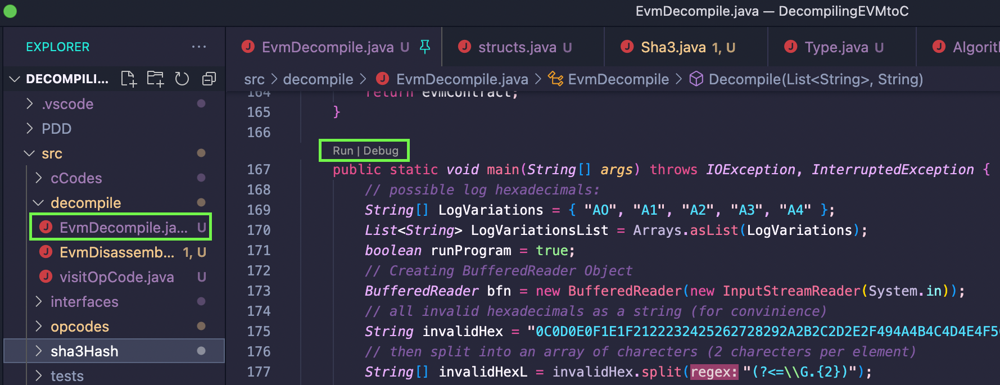 EvmDecompile.java — DecompilingEVMtoC
EXPLORER
DECOMPILI...
.vscode
PDD
src
cCodes
decompile
EvmDecompile.ja... U
EvmDisassemb... 1, U
visitOpCode.java U
interfaces
opcodes
sha3Hash
tests
EvmDecompile.java U structs.java U Sha3.java 1, U Type.java U Algorit
src > decompile > EvmDecompile.java > EvmDecompile > Decompile(List<String>, String)
164 return evmContract;
165 }
166
Run | Debug
167 public static void main(String[] args) throws IOException, InterruptedException {
168 // possible log hexadecimals:
169 String[] LogVariations = { "A0", "A1", "A2", "A3", "A4" };
170 List<String> LogVariationsList = Arrays.asList(LogVariations);
171 boolean runProgram = true;
172 // Creating BufferedReader Object
173 BufferedReader bfn = new BufferedReader(new InputStreamReader(System.in));
174 // all invalid hexadecimals as a string (for convinience)
175 String invalidHex = "0C0D0E0F1E1F2122232425262728292A2B2C2D2E2F494A4B4C4D4E4F5
176 // then split into an array of charecters (2 charecters per element)
177 String[] invalidHexL = invalidHex.split(regex:"(?<=\\G.{2})");